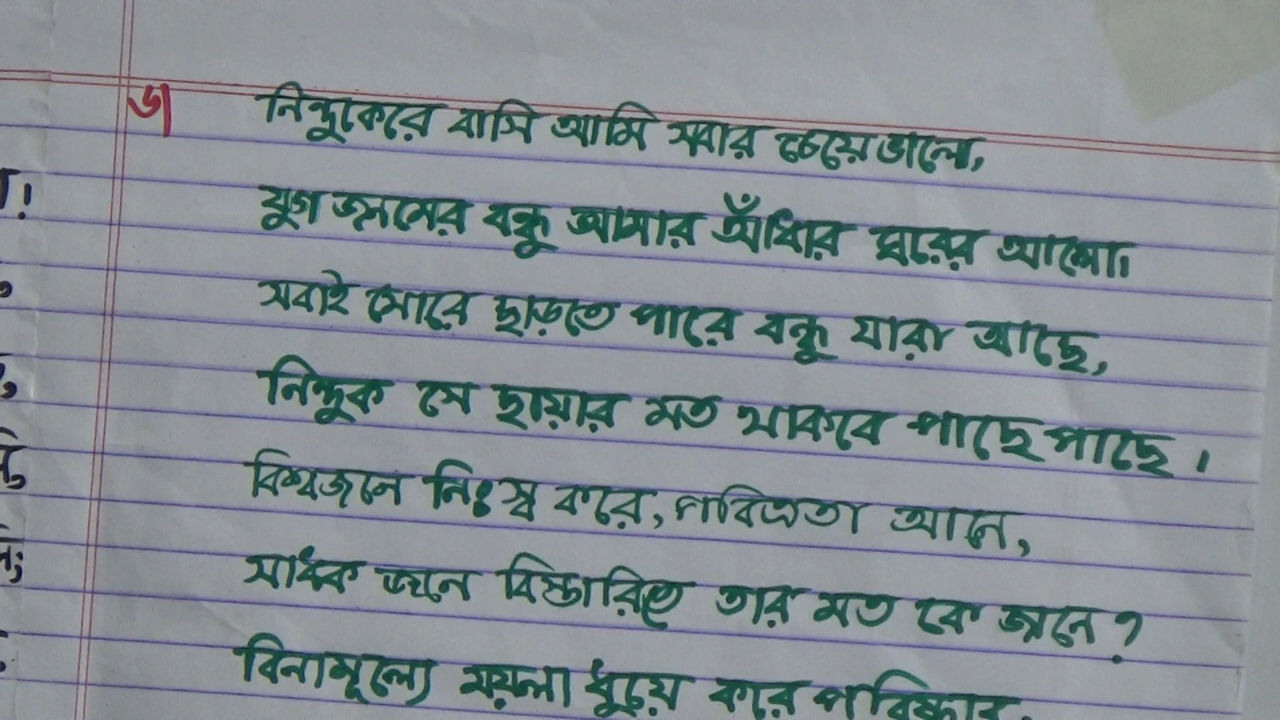 ড।
নিন্দুকেরে বাসি আমি সবার চেয়ে ভালো,
যুগ জনমের বন্ধু আমার আঁধার ঘরের আলো।
সবাই মোরে ছাড়তে পারে বন্ধু যারা আছে,
নিন্দুক সে ছায়ার মত থাকবে পাছে পাছে।
বিশ্বজনে নিঃস্ব করে, পবিত্রতা আনে,
সাধক জনে বিস্তারিতে তার মত কে জানে?
বিনামূল্যে ময়লা ধুয়ে করে পরিষ্কার,